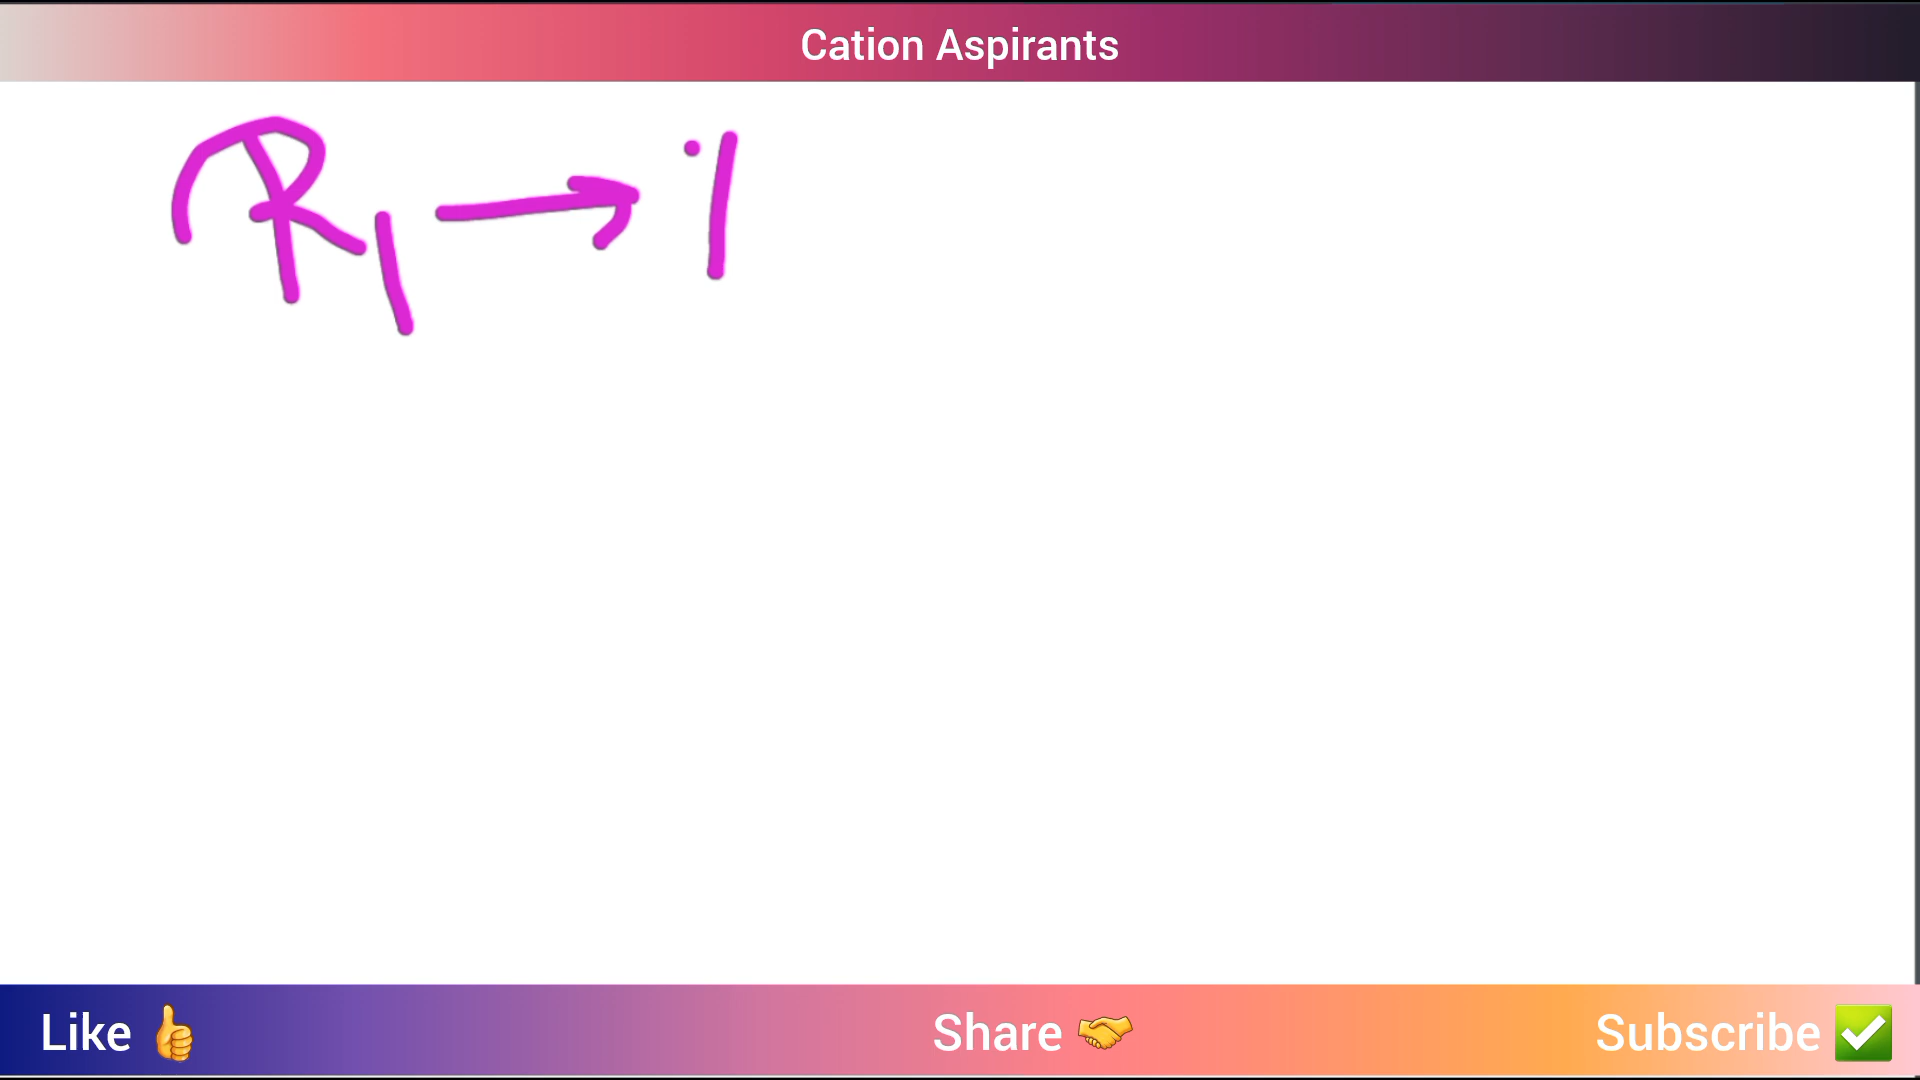 Cation Aspirants
R₁ →
Like 👍
Share 🤝
Subscribe ✅